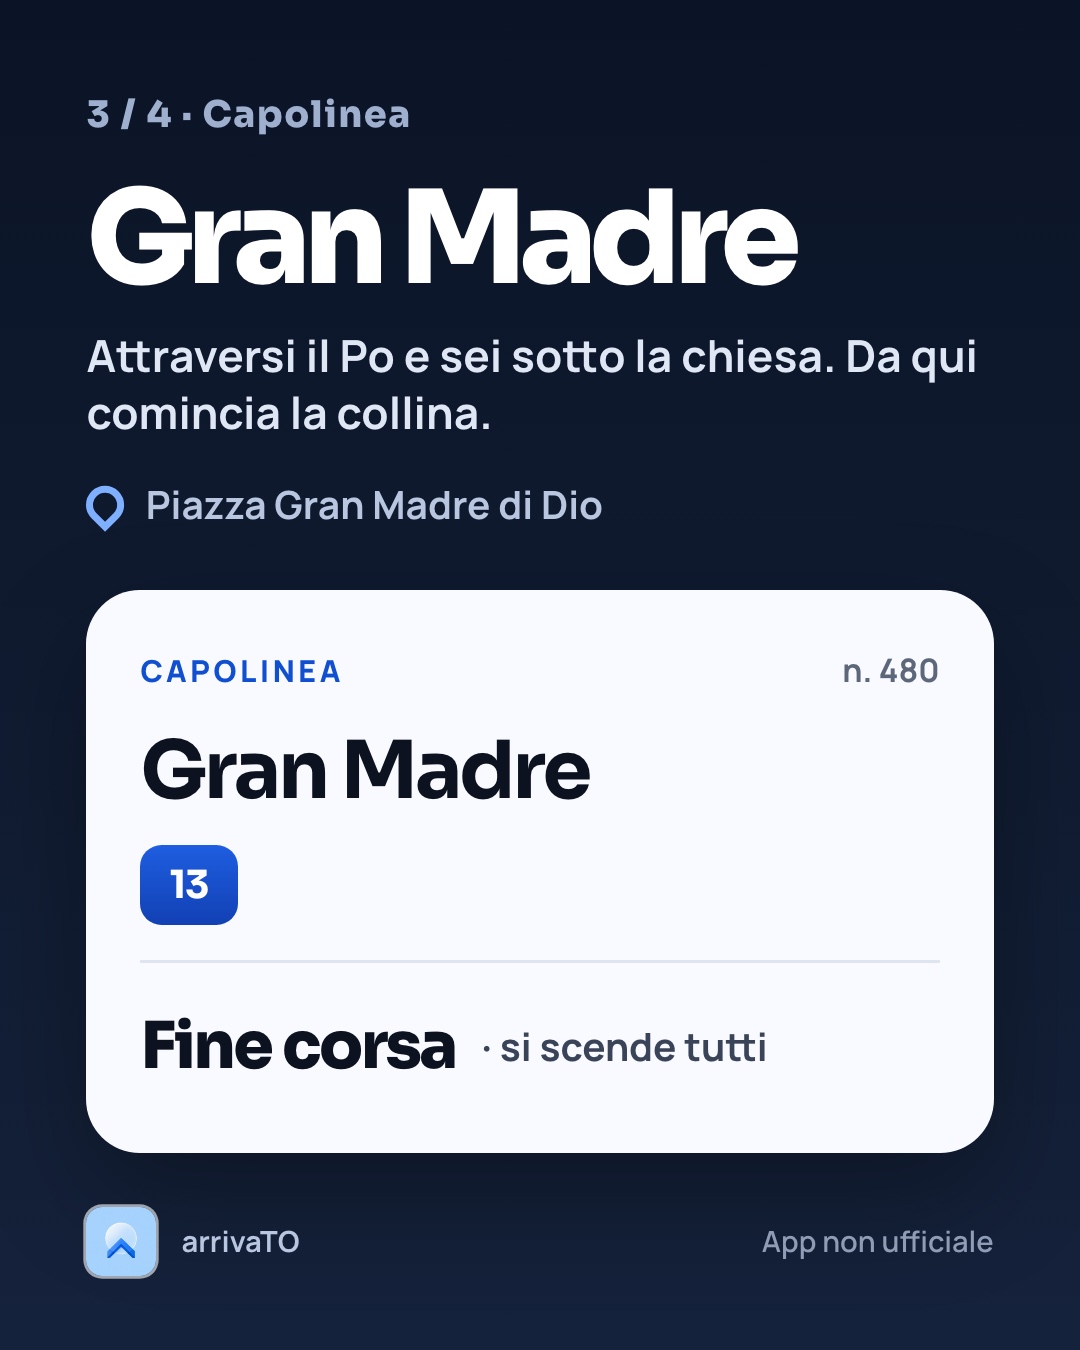 3 / 4 · Capolinea
Gran Madre
Attraversi il Po e sei sotto la chiesa. Da qui
comincia la collina.
Piazza Gran Madre di Dio
CAPOLINEA
n. 480
Gran Madre
13
Fine corsa · si scende tutti
arrivaTO
App non ufficiale